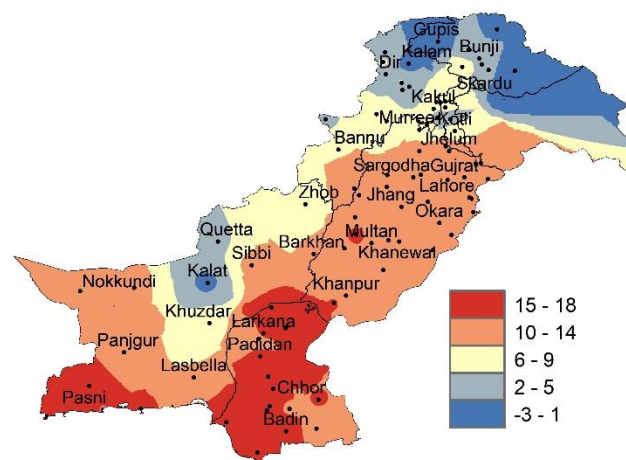 Gupis
Kalam
Bunji
Dir
Skardu
Kakul
Murree
Kotli
Bannu
Jhelum
Sargodha
Gujrat
Zhob
Jhang
Lahore
Okara
Quetta
Multan
Barkhan
Sibbi
Khanewal
Kalat
Nokkundi
Khanpur
Khuzdar
Larkana
Panjgur
Padidan
Lasbella
Pasni
Chhor
Badin
15 - 18
10 - 14
6 - 9
2 - 5
-3 - 1